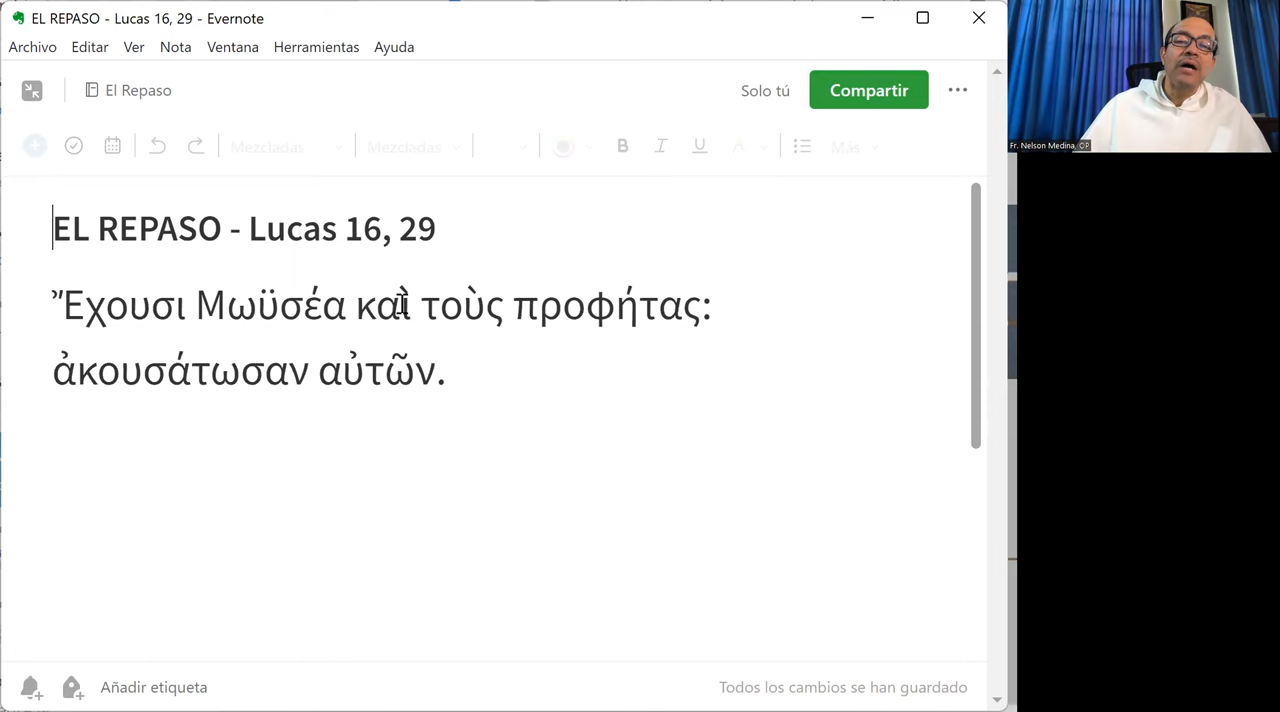 EL REPASO - Lucas 16, 29 - Evernote
Archivo Editar Ver Nota Ventana Herramientas Ayuda
El Repaso Solo tú Compartir
Mezcladas Mezcladas B I U A Más
EL REPASO - Lucas 16, 29
Ἔχουσι Μωϋσέα καὶ τοὺς προφήτας:
ἀκουσάτωσαν αὐτῶν.
Añadir etiqueta Todos los cambios se han guardado
Fr. Nelson Medina, OP